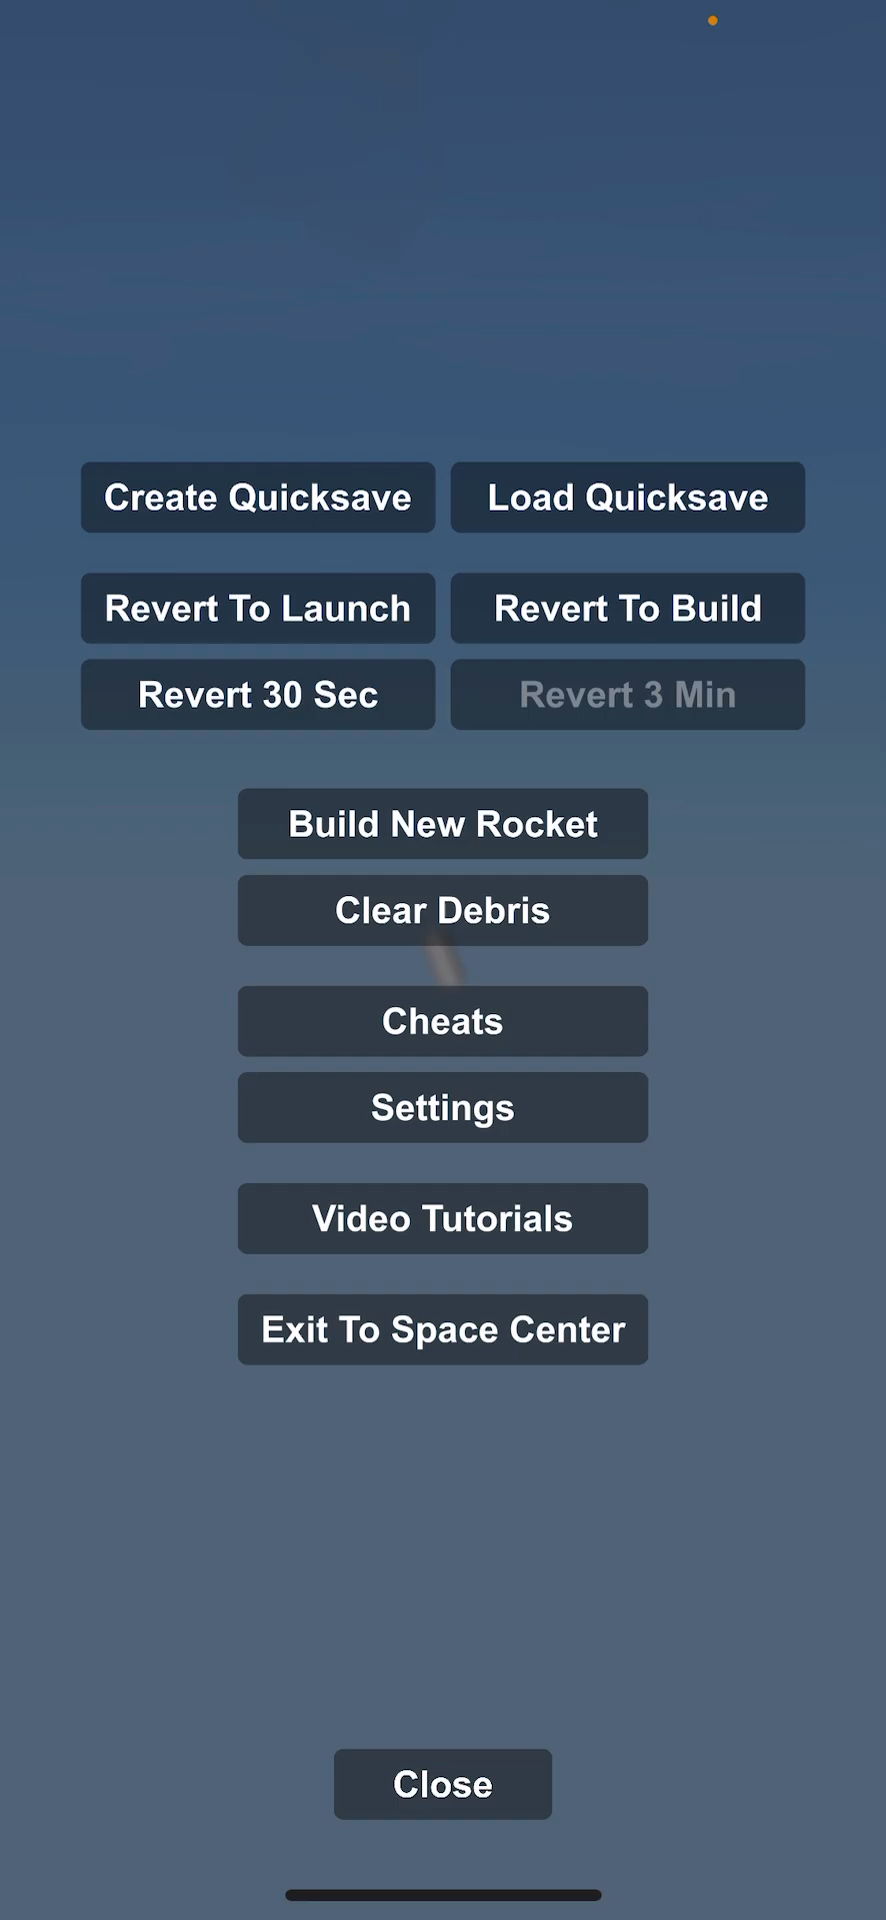 Create Quicksave
Load Quicksave
Revert To Launch
Revert To Build
Revert 30 Sec
Revert 3 Min
Build New Rocket
Clear Debris
Cheats
Settings
Video Tutorials
Exit To Space Center
Close